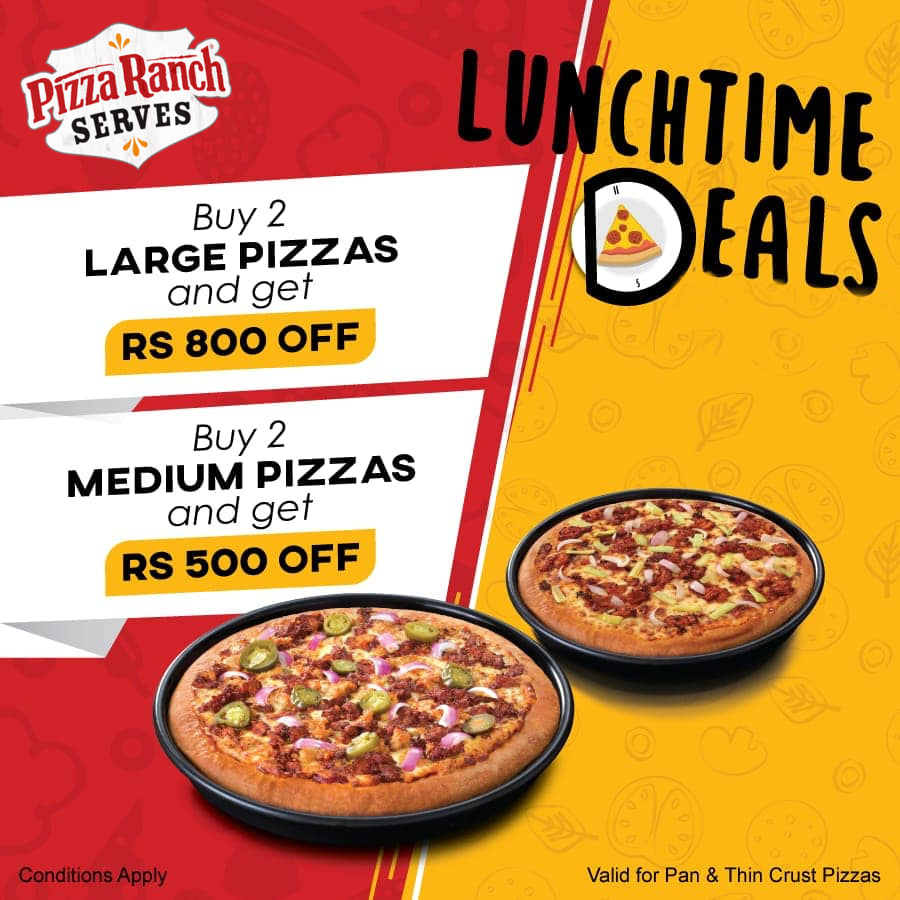 Pizza Ranch
SERVES
LUNCHTIME
DEALS
Buy 2
LARGE PIZZAS
and get
RS 800 OFF
Buy 2
MEDIUM PIZZAS
and get
RS 500 OFF
Conditions Apply
Valid for Pan & Thin Crust Pizzas